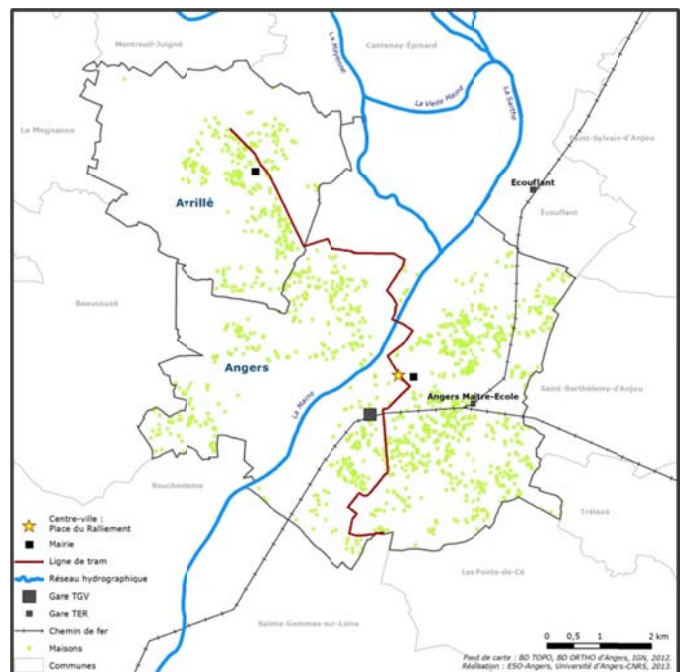 Montreuil-Juigné
La Mayenne
Cantenay-Épinard
La Vieille Maine
La Sarthe
Le Meynanne
Saint-Sylvain-d'Anjou
Ecouflant
Écouflant
Avrillé
Beaucouzé
Angers
La Maine
Angers Maitre-Ecole
Saint-Barthélemy-d'Anjou
Bouchemaine
Trélazé
Les Ponts-de-Cé
Sainte-Gemmes-sur-Loire
Centre-ville :
Place du Ralliement
Mairie
Ligne de tram
Réseau hydrographique
Gare TGV
Gare TER
Chemin de fer
Maisons
Communes
0 0,5 1 2 km
Fond de carte : BD TOPO, BD ORTHO d'Angers, IGN, 2012.
Réalisation : ESO-Angers, Université d'Angers-CNRS, 2013.